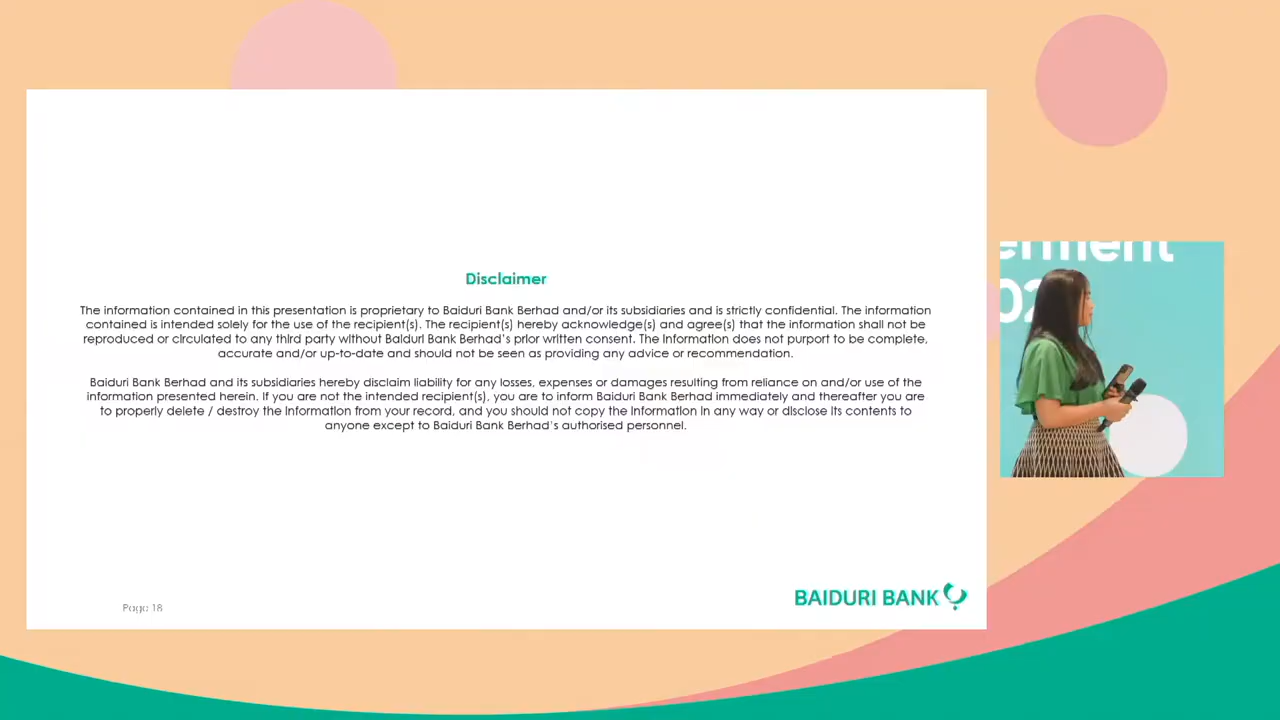 erment
Disclaimer
The information contained in this presentation is proprietary to Baiduri Bank Berhad and/or its subsidiaries and is strictly confidential. The information
contained is intended solely for the use of the recipient(s). The recipient(s) hereby acknowledge(s) and agree(s) that the information shall not be
reproduced or circulated to any third party without Baiduri Bank Berhad's prior written consent. The information does not purport to be complete,
accurate and/or up-to-date and should not be seen as providing any advice or recommendation.
02
Baiduri Bank Berhad and its subsidiaries hereby disclaim liability for any losses, expenses or damages resulting from reliance on and/or use of the
information presented herein. If you are not the intended recipient(s), you are to inform Baiduri Bank Berhad immediately and thereafter you are
to properly delete / destroy the information from your record, and you should not copy the information in any way or disclose its contents to
anyone except to Baiduri Bank Berhad's authorised personnel.
Page 18
BAIDURI BANK